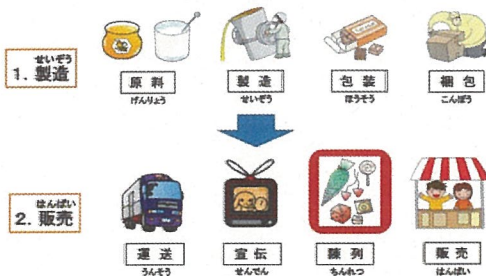 せいぞう
1. 製造
原料
げんりょう
製造
せいぞう
包装
ほうそう
梱包
こんぽう
はんばい
2. 販売
運送
うんそう
宣伝
せんでん
陳列
ちんれつ
販売
はんばい